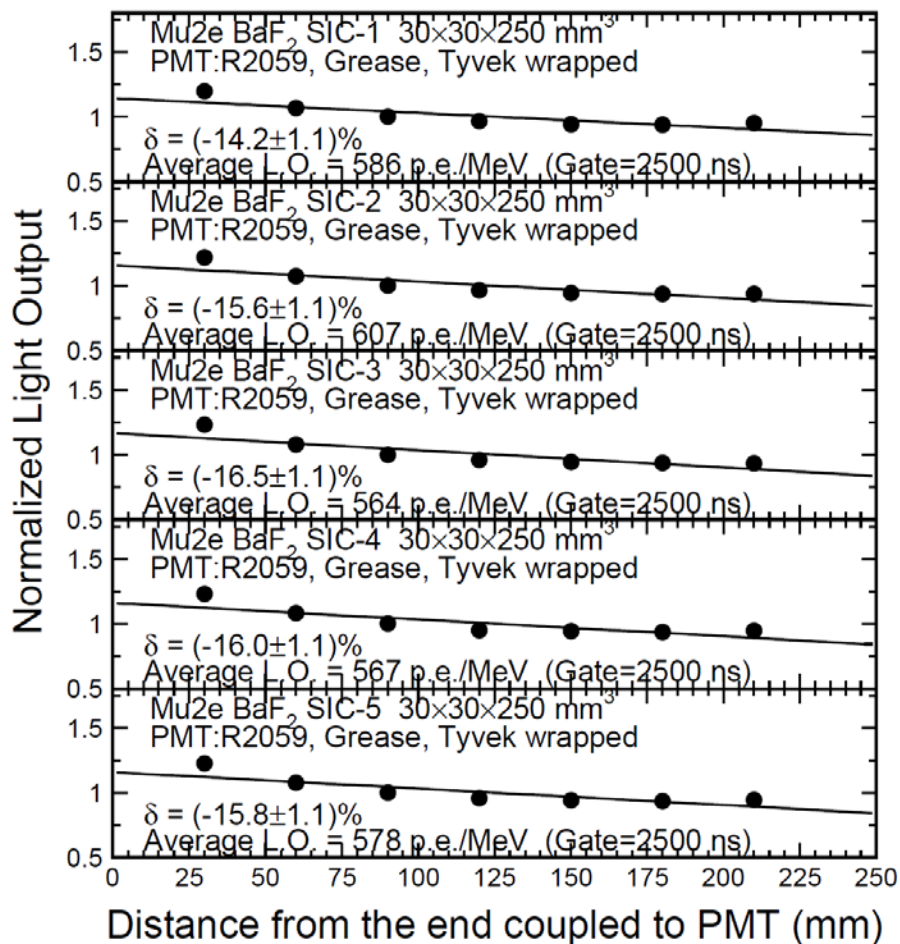 Normalized Light Output
1.5
1
0.5
Mu2e BaF₂ SIC-1 30×30×250 mm³
PMT:R2059, Grease, Tyvek wrapped
δ = (-14.2±1.1)%
Average L.O. = 586 p.e./MeV (Gate=2500 ns)
1.5
1
0.5
Mu2e BaF₂ SIC-2 30×30×250 mm³
PMT:R2059, Grease, Tyvek wrapped
δ = (-15.6±1.1)%
Average L.O. = 607 p.e./MeV (Gate=2500 ns)
1.5
1
0.5
Mu2e BaF₂ SIC-3 30×30×250 mm³
PMT:R2059, Grease, Tyvek wrapped
δ = (-16.5±1.1)%
Average L.O. = 564 p.e./MeV (Gate=2500 ns)
1.5
1
0.5
Mu2e BaF₂ SIC-4 30×30×250 mm³
PMT:R2059, Grease, Tyvek wrapped
δ = (-16.0±1.1)%
Average L.O. = 567 p.e./MeV (Gate=2500 ns)
1.5
1
0.5
Mu2e BaF₂ SIC-5 30×30×250 mm³
PMT:R2059, Grease, Tyvek wrapped
δ = (-15.8±1.1)%
Average L.O. = 578 p.e./MeV (Gate=2500 ns)
0 25 50 75 100 125 150 175 200 225 250
Distance from the end coupled to PMT (mm)